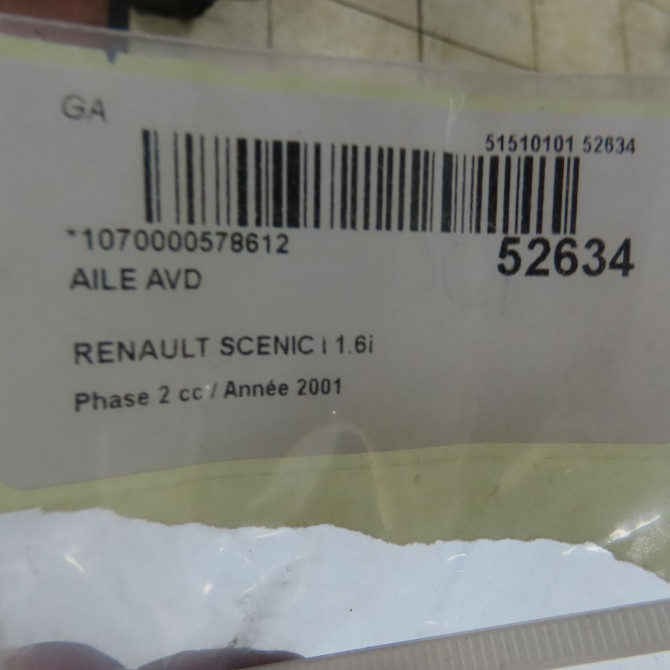 GA
51510101 52634
*1070000578612
52634
AILE AVD
RENAULT SCENIC i 1.6i
Phase 2 cc / Année 2001